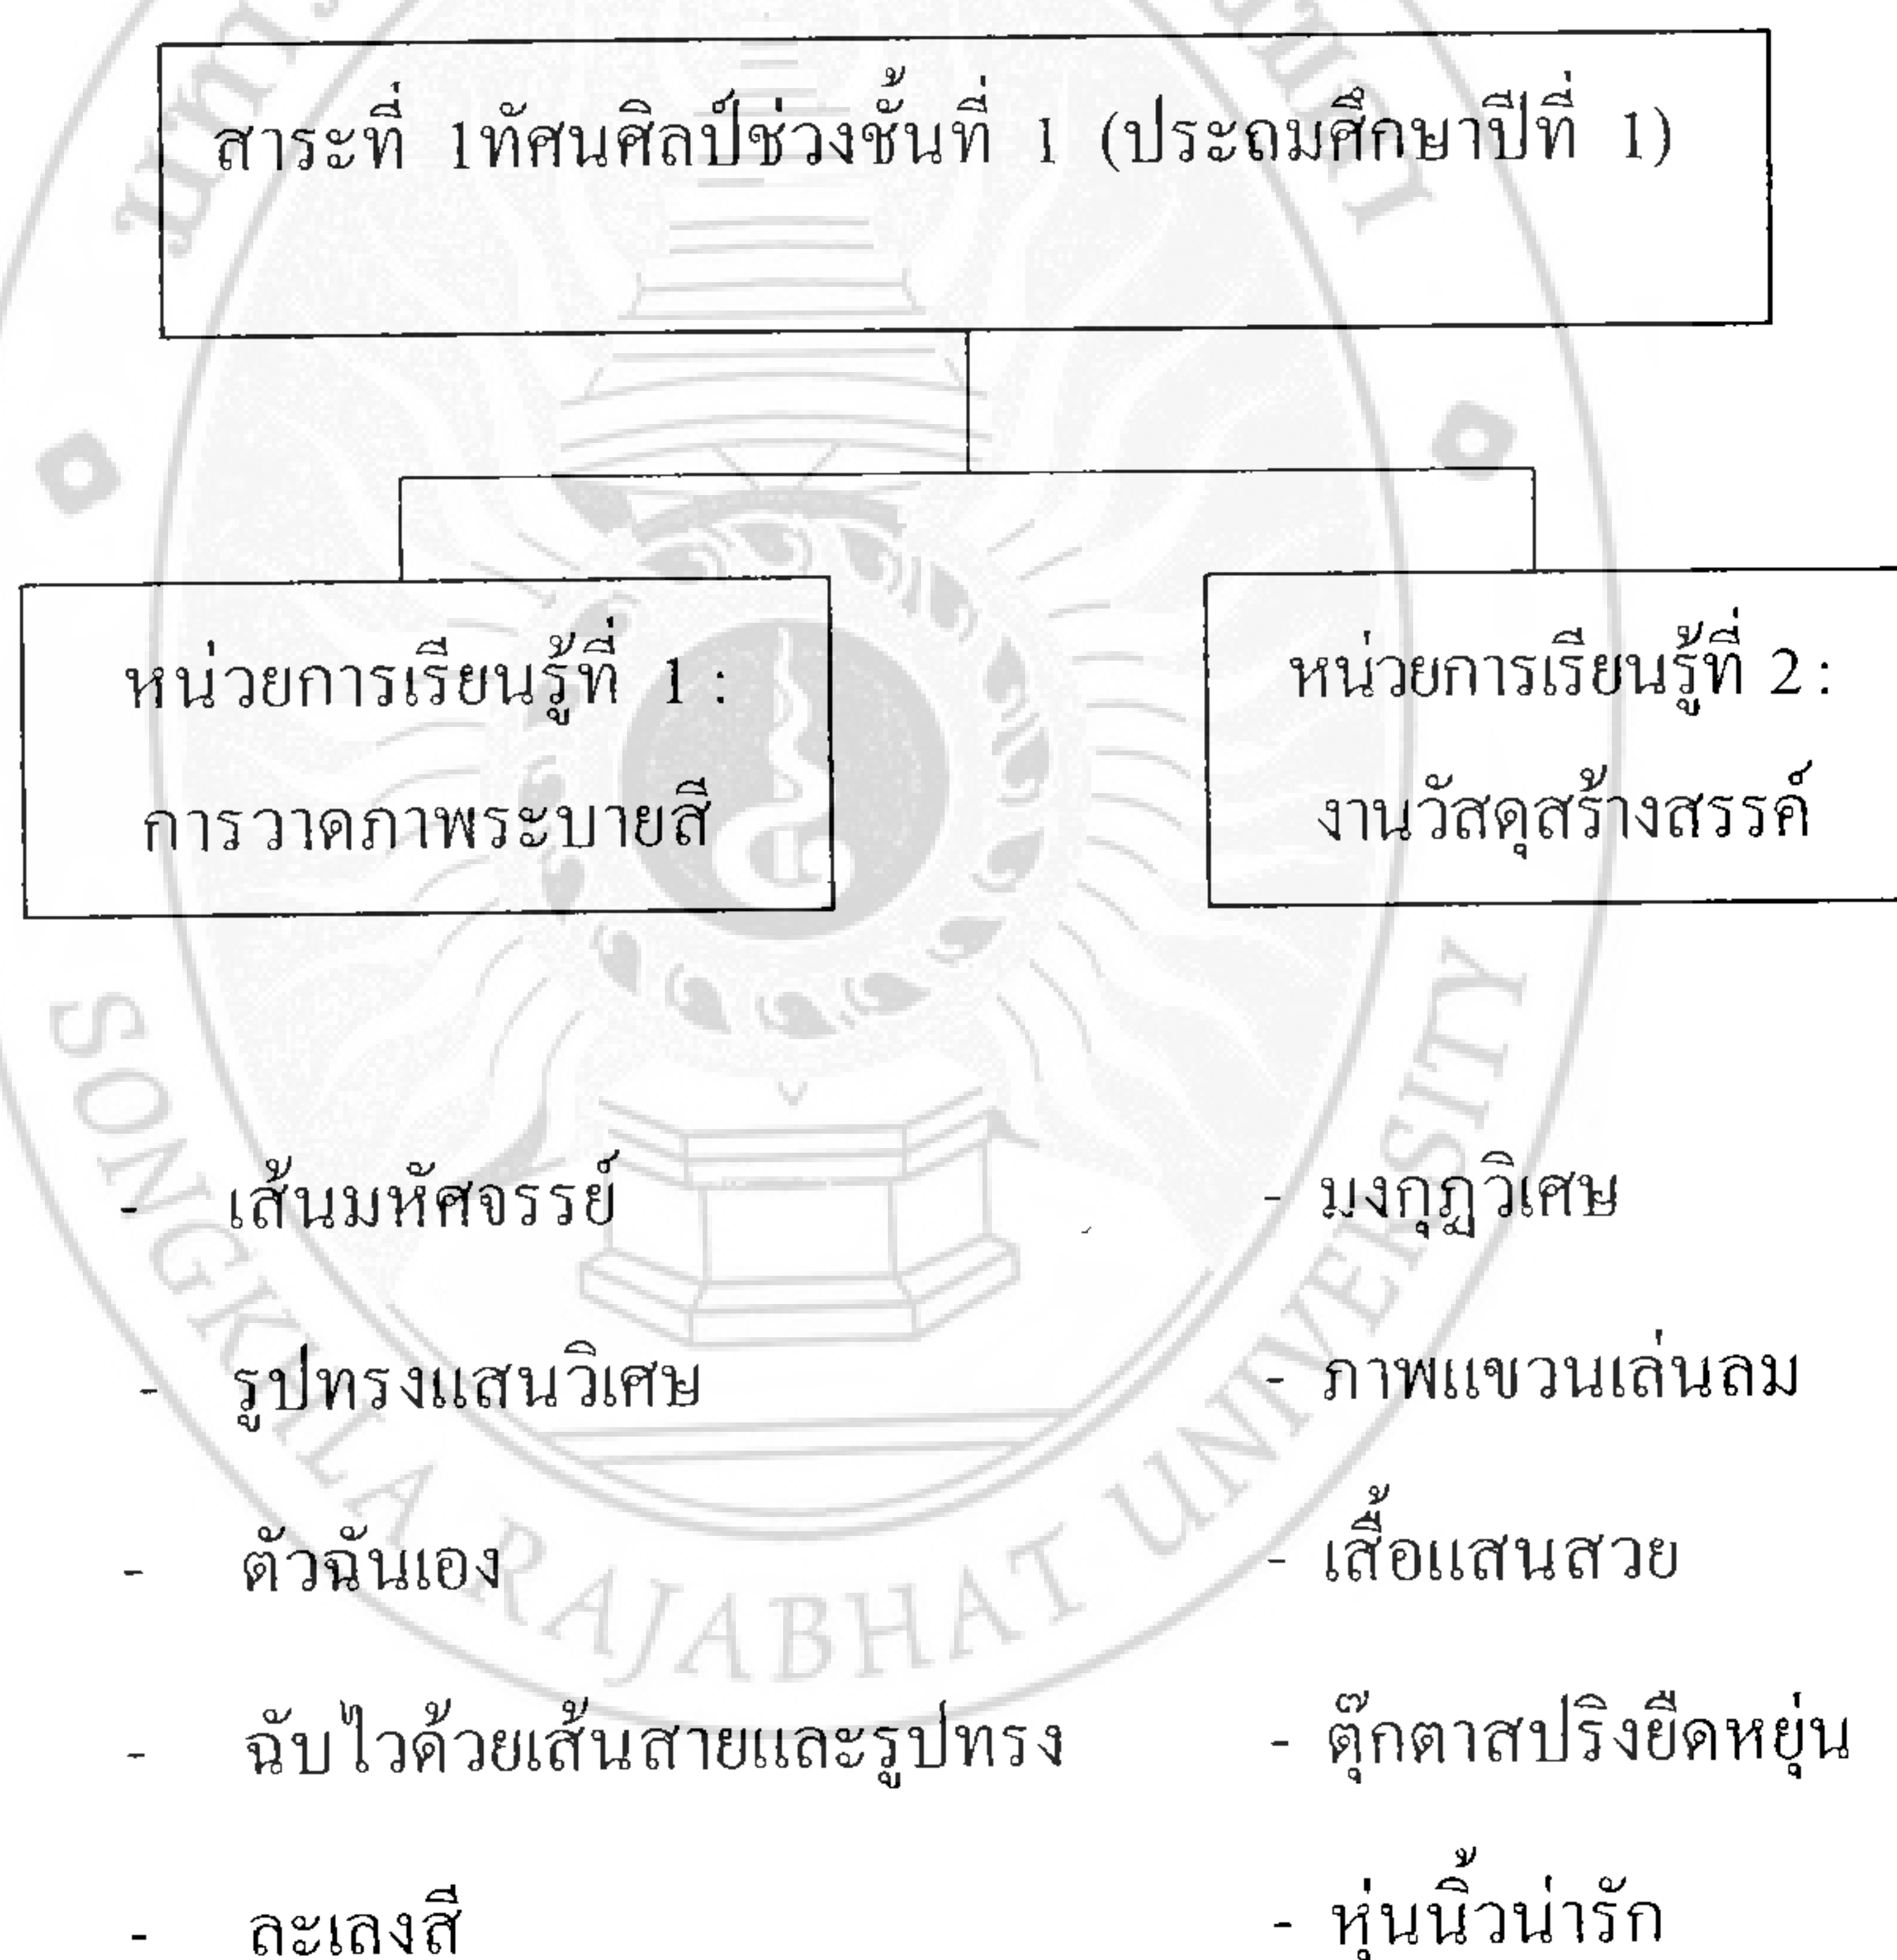 สาระที่ 1ทัศนศิลป์ช่วงชั้นที่ 1 (ประถมศึกษาปีที่ 1)
หน่วยการเรียนรู้ที่ 1 :
การวาดภาพระบายสี
หน่วยการเรียนรู้ที่ 2 :
งานวัสดุสร้างสรรค์
- เส้นมหัศจรรย์
- รูปทรงแสนวิเศษ
- ตัวฉันเอง
- ฉับไวด้วยเส้นสายและรูปทรง
- ละเลงสี
- มงกุฎวิเศษ
- ภาพแขวนเล่นลม
- เสื้อแสนสวย
- ตุ๊กตาสปริงยืดหยุ่น
- หุ่นนิ้วน่ารัก
SONGKHLA RAJABHAT UNIVERSITY